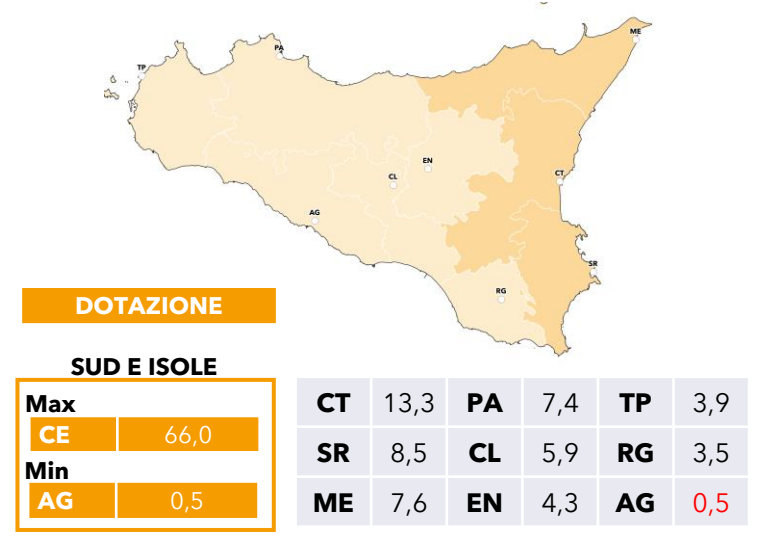 ME
PA
TP
EN
CT
CL
AG
SR
RG
DOTAZIONE
SUD E ISOLE
Max
CE 66,0
Min
AG 0,5
CT 13,3 PA 7,4 TP 3,9
SR 8,5 CL 5,9 RG 3,5
ME 7,6 EN 4,3 AG 0,5